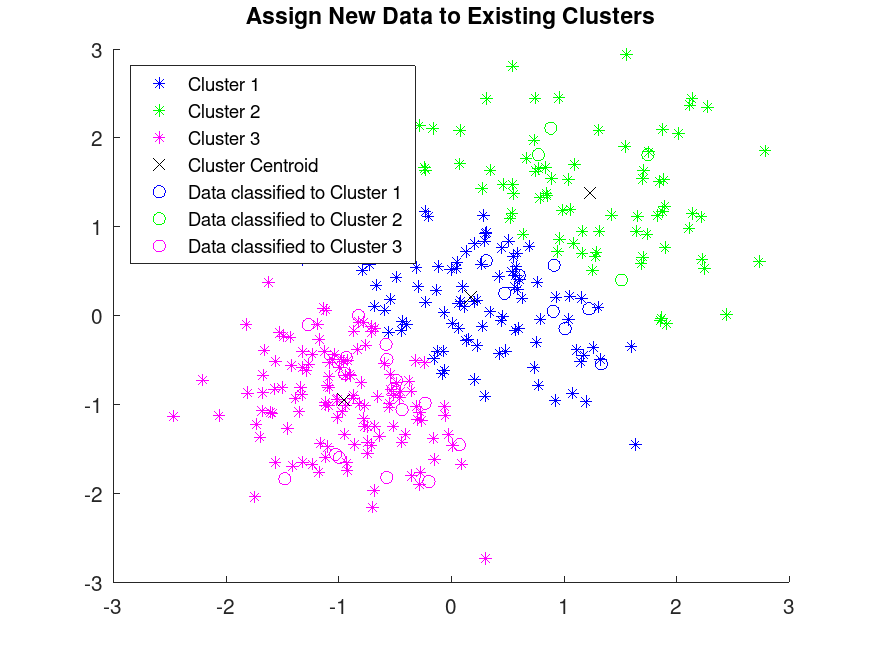 Assign New Data to Existing Clusters
3
2
1
0
-1
-2
-3
Cluster 1
Cluster 2
Cluster 3
Cluster Centroid
Data classified to Cluster 1
Data classified to Cluster 2
Data classified to Cluster 3
-3 -2 -1 0 1 2 3